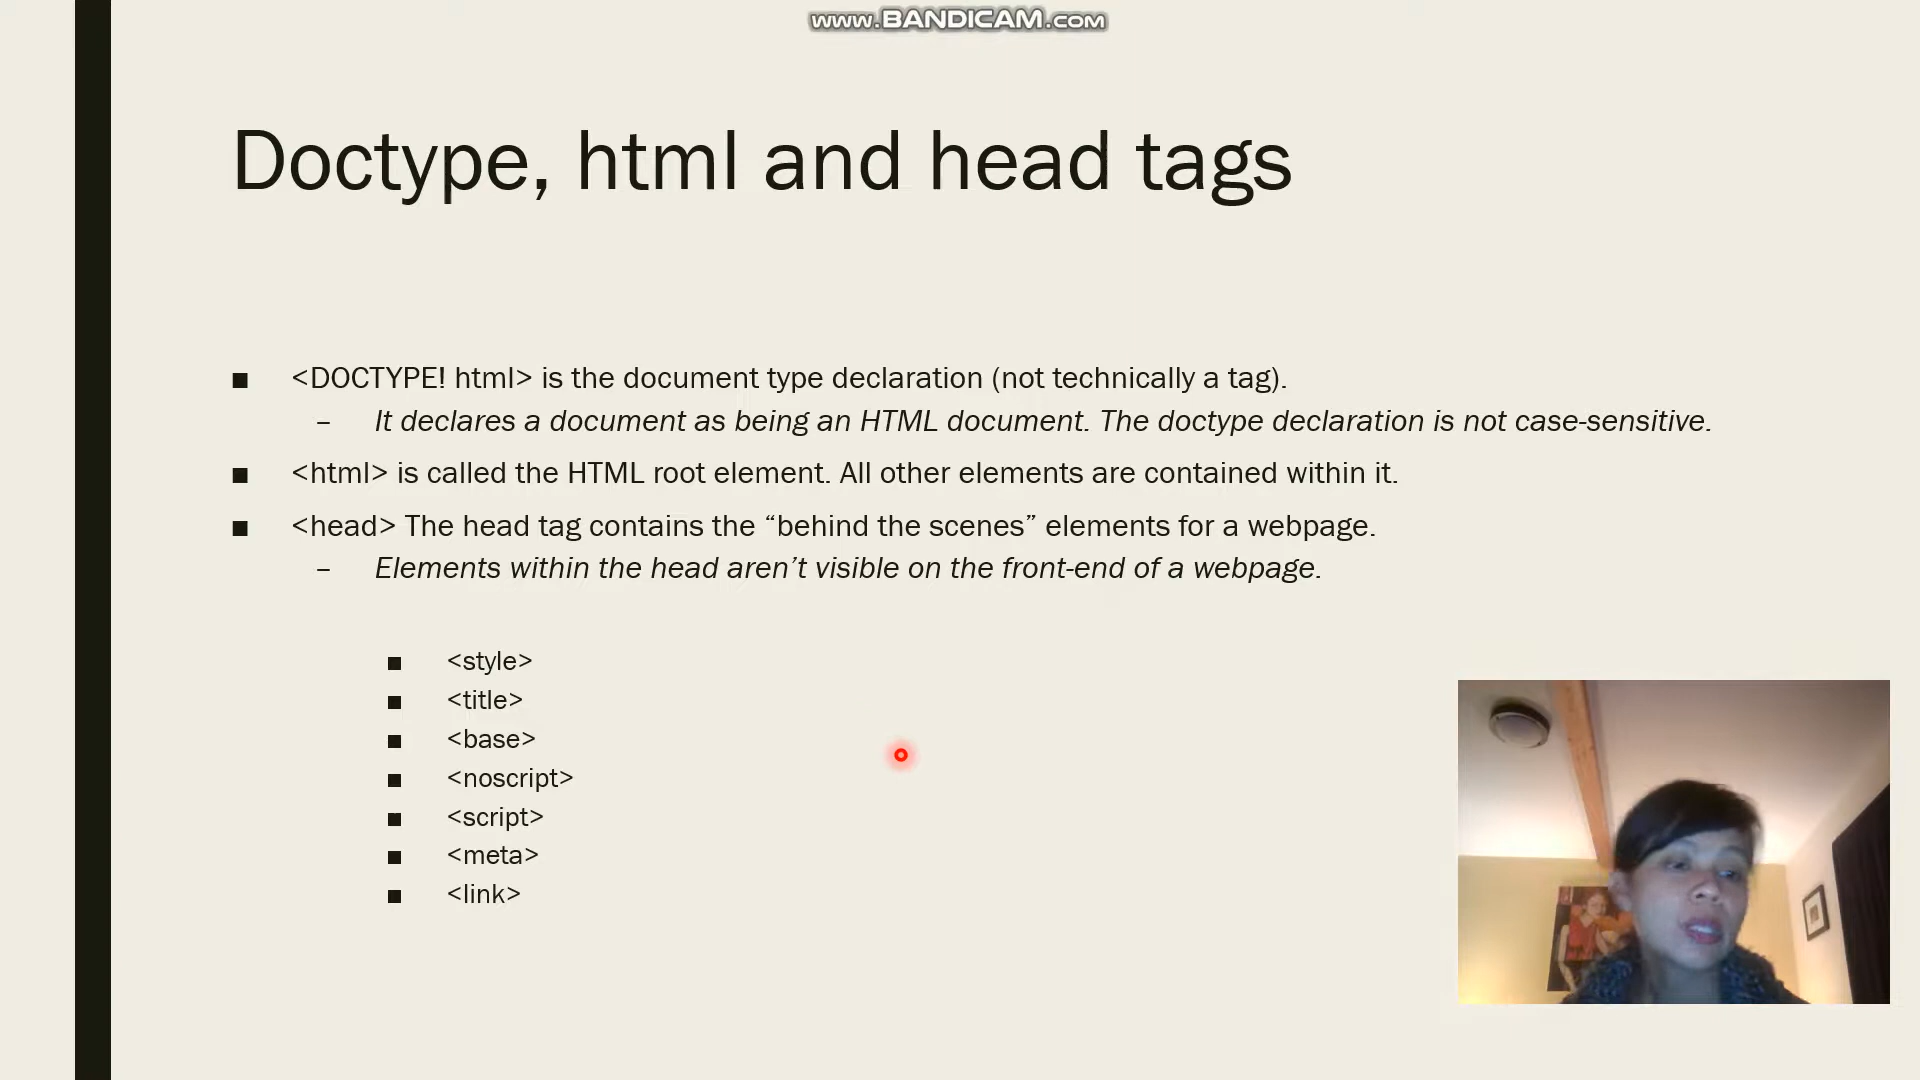 www.BANDICAM.com
Doctype, html and head tags
<DOCTYPE! html> is the document type declaration (not technically a tag).
– It declares a document as being an HTML document. The doctype declaration is not case-sensitive.
<html> is called the HTML root element. All other elements are contained within it.
<head> The head tag contains the “behind the scenes” elements for a webpage.
– Elements within the head aren’t visible on the front-end of a webpage.
<style>
<title>
<base>
<noscript>
<script>
<meta>
<link>